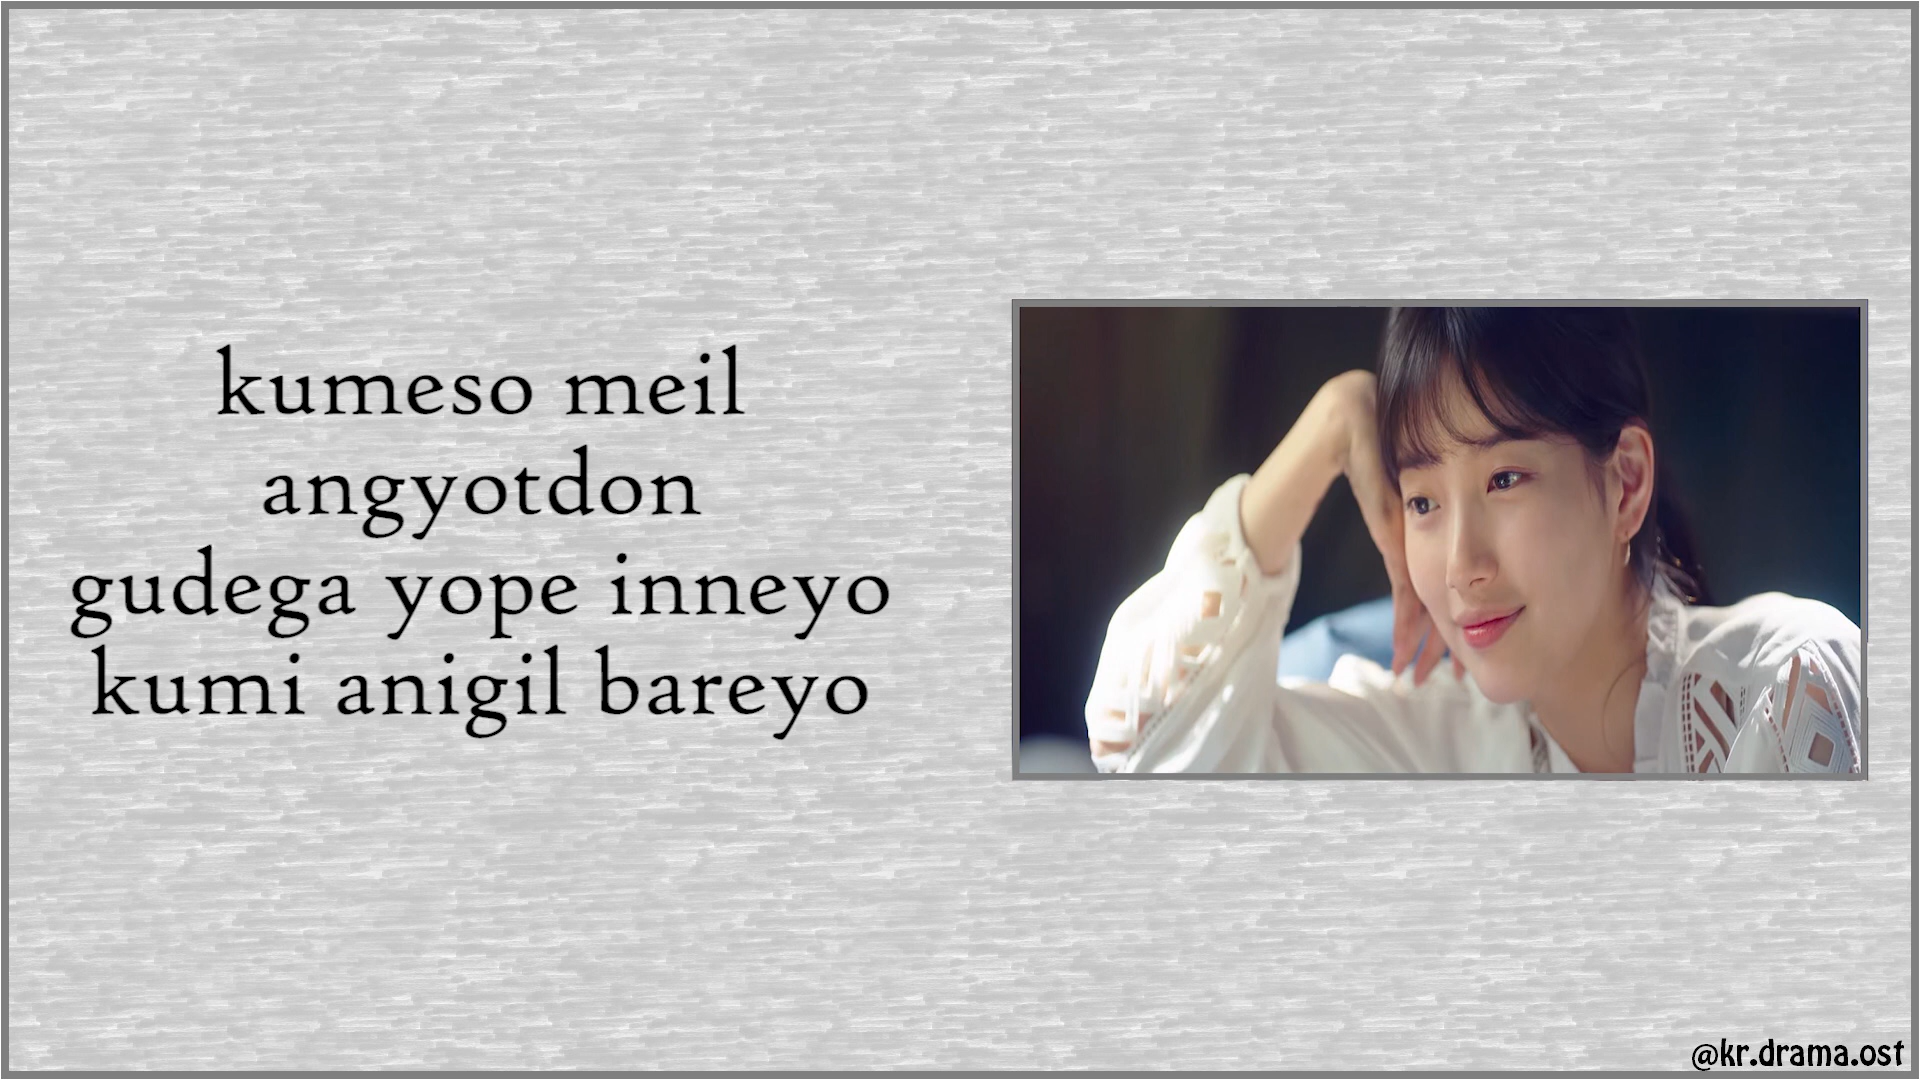 kumeso meil
angyotdon
gudega yope inneyo
kumi anigil bareyo
@kr.drama.ost